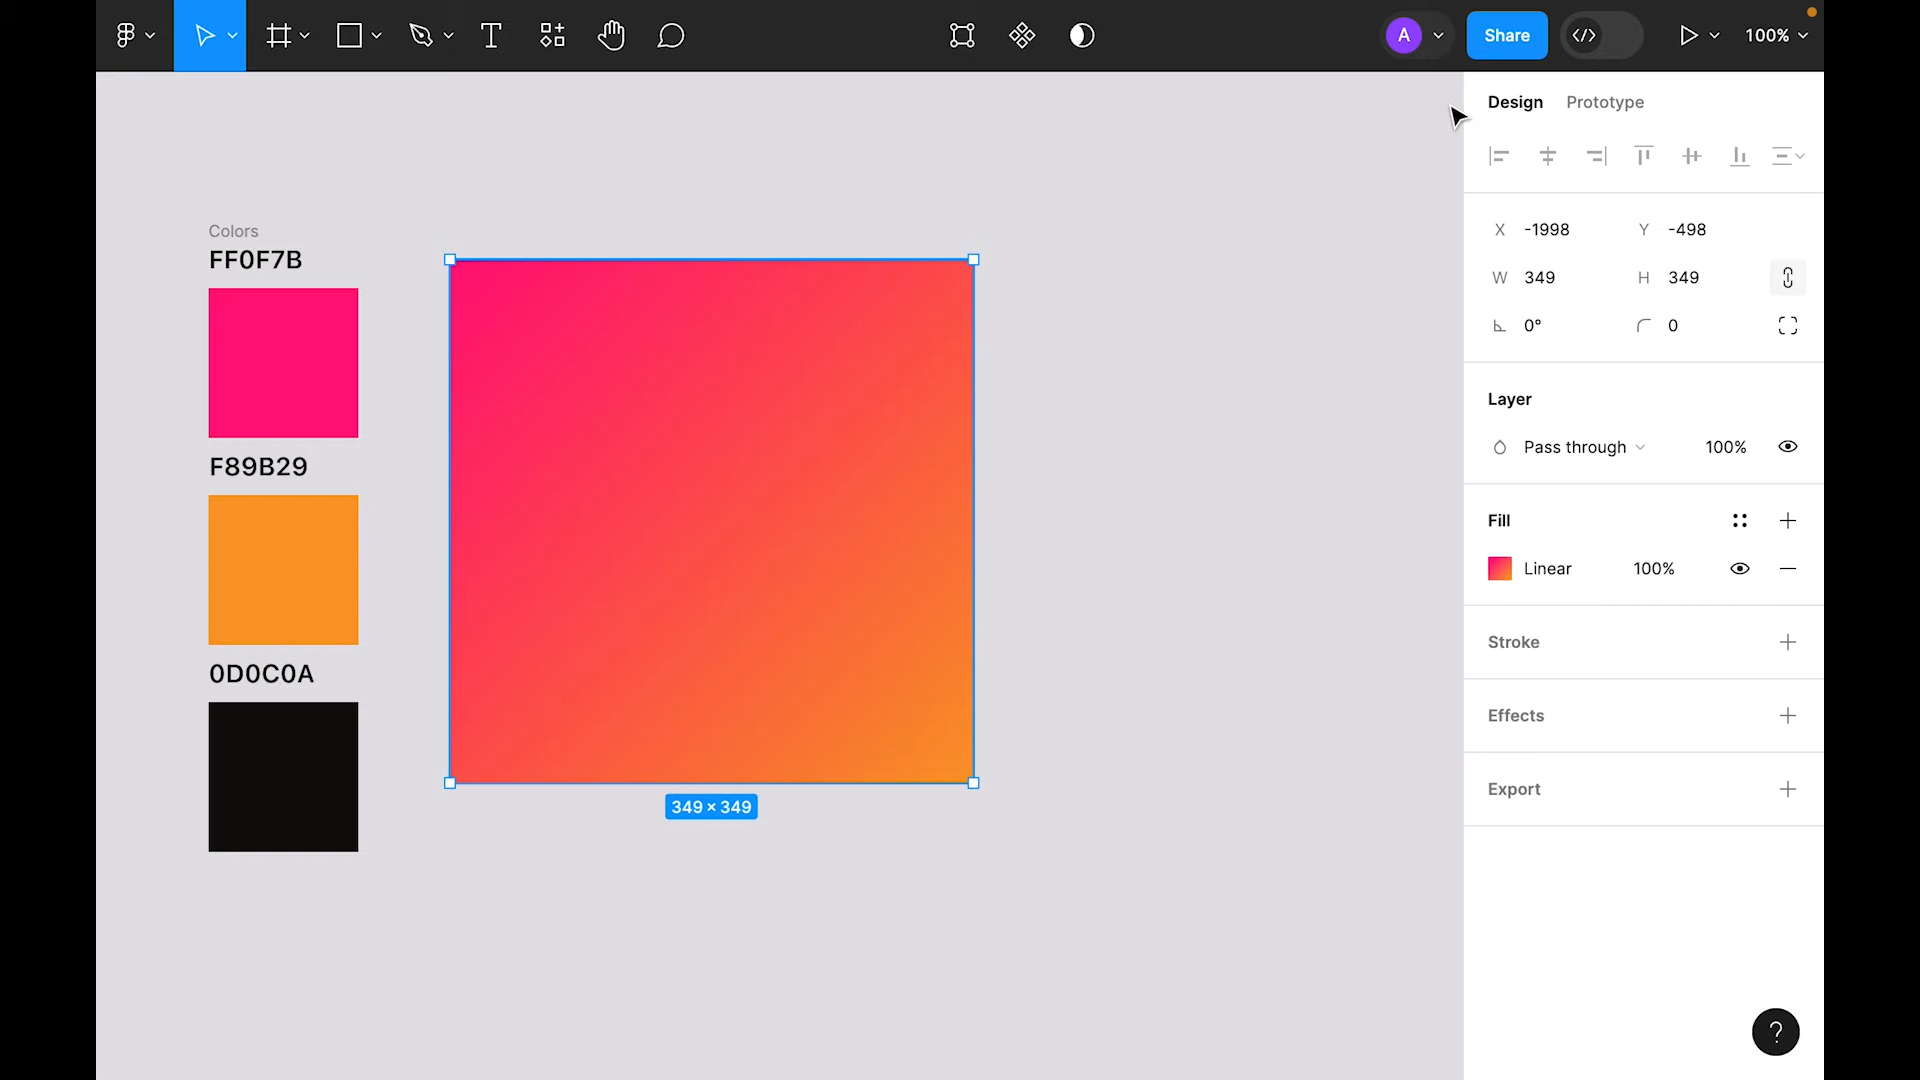 A
Share
100%
Design Prototype
Colors
FF0F7B
F89B29
0D0C0A
349 × 349
X -1998 Y -498
W 349 H 349
0° 0
Layer
Pass through 100%
Fill
Linear 100%
Stroke
Effects
Export
?